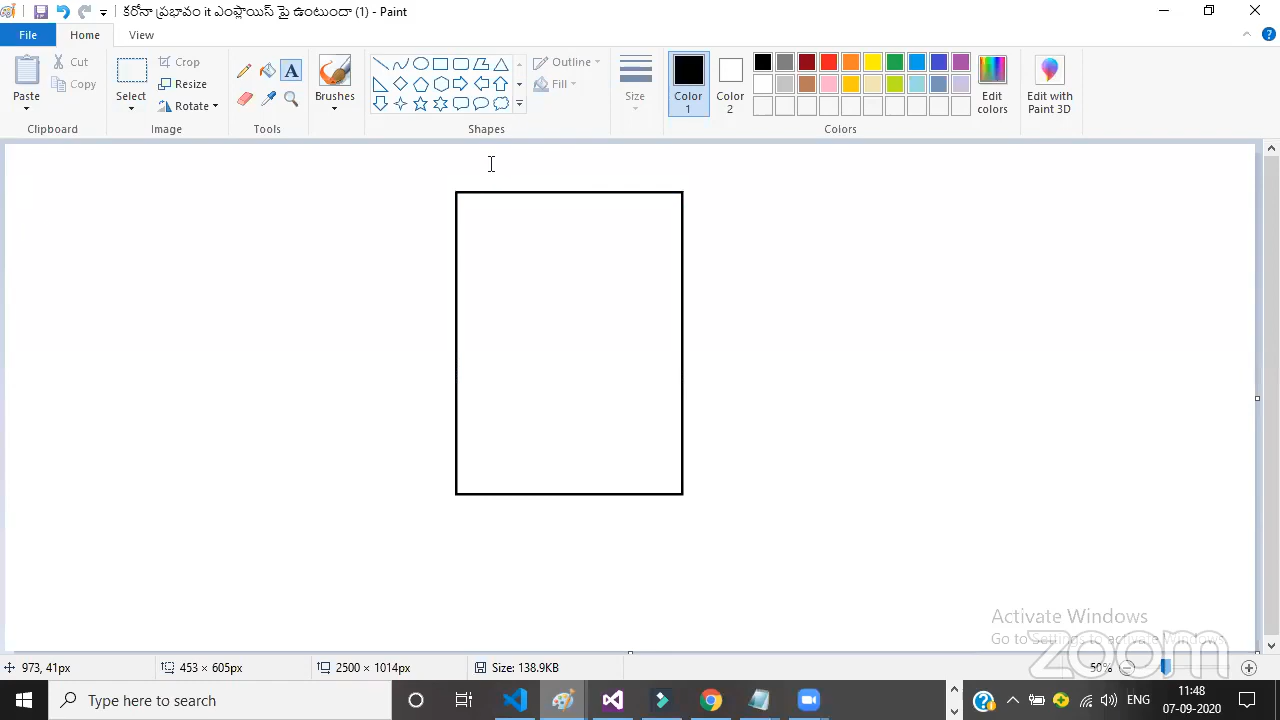 కరోనా ప్రభావం it ఎంప్లాయిస్ పై ఉంటుందా (1) - Paint
File Home View
Paste Cut Copy
Clipboard
Select Crop Resize Rotate
Image
A
Tools
Brushes
Shapes
Outline Fill
Size
Color 1 Color 2
Edit colors
Colors
Edit with Paint 3D
Activate Windows
Go to Settings to activate Windows.
zoom
973, 41px 453 × 605px 2500 × 1014px Size: 138.9KB 50%
Type here to search
ENG 11:48
07-09-2020